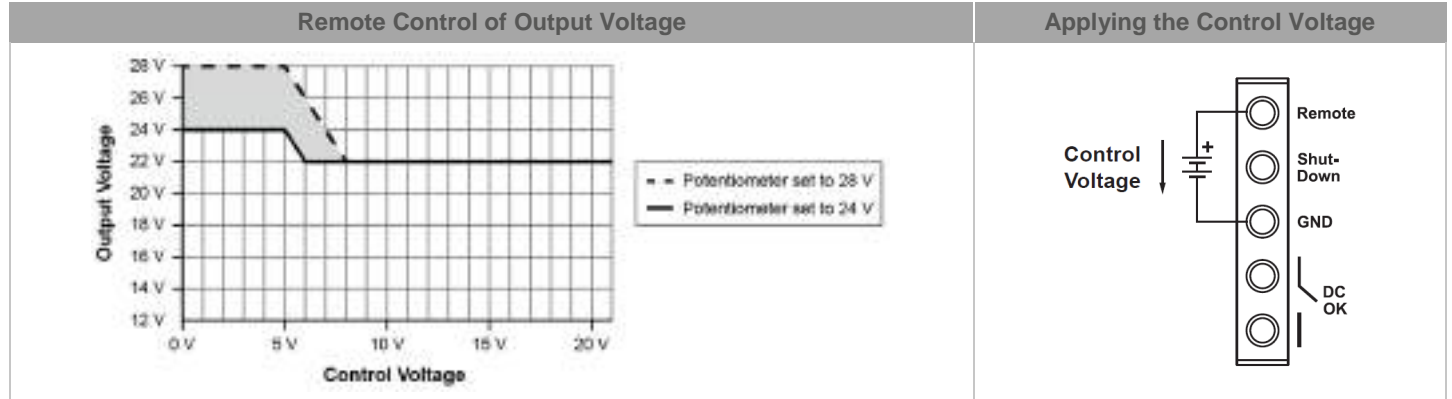 Remote Control of Output Voltage
Applying the Control Voltage
28 V
26 V
24 V
22 V
20 V
18 V
16 V
14 V
12 V
Output Voltage
0 V
5 V
10 V
15 V
20 V
Control Voltage
Potentiometer set to 28 V
Potentiometer set to 24 V
Control
Voltage
+
Remote
Shut-
Down
GND
DC
OK